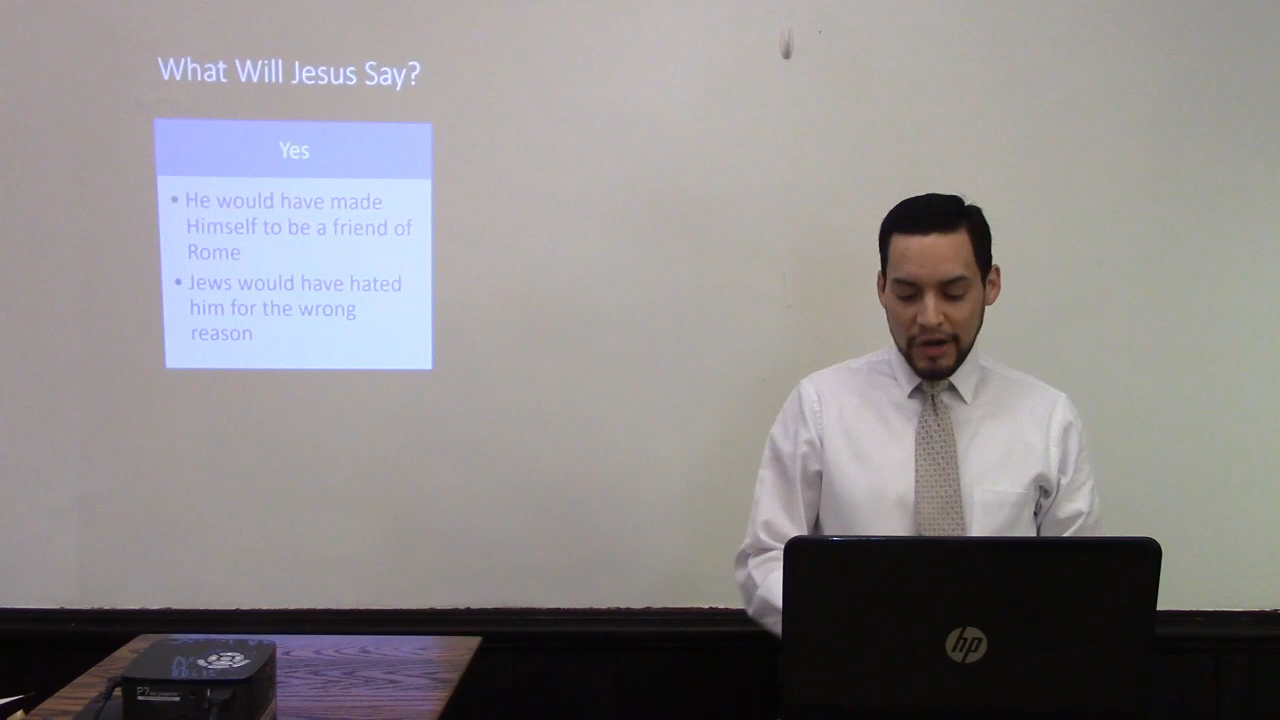 What Will Jesus Say?
Yes
• He would have made
Himself to be a friend of
Rome
• Jews would have hated
him for the wrong
reason
hp
P7